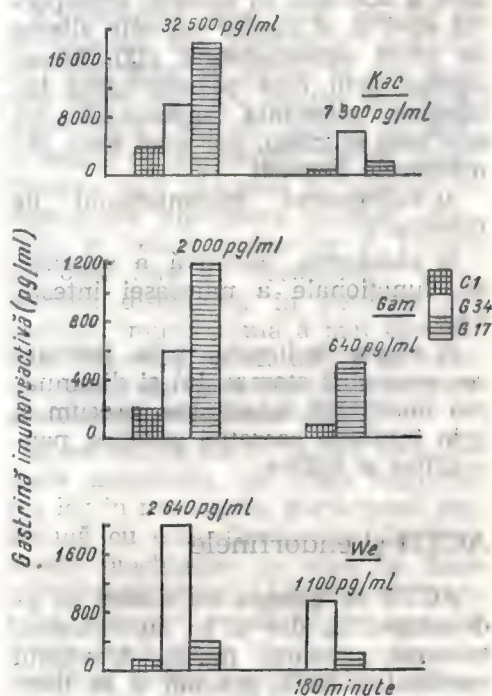 32 500 pg/ml
16 000
8000
0
Kac
7 900 pg/ml
Gastrină imunoreactivă (pg/ml)
2 000 pg/ml
1200
800
400
0
Gam
640 pg/ml
C1
G 34
G 17
2 640 pg/ml
1600
800
0
We
1 100 pg/ml
180 minute